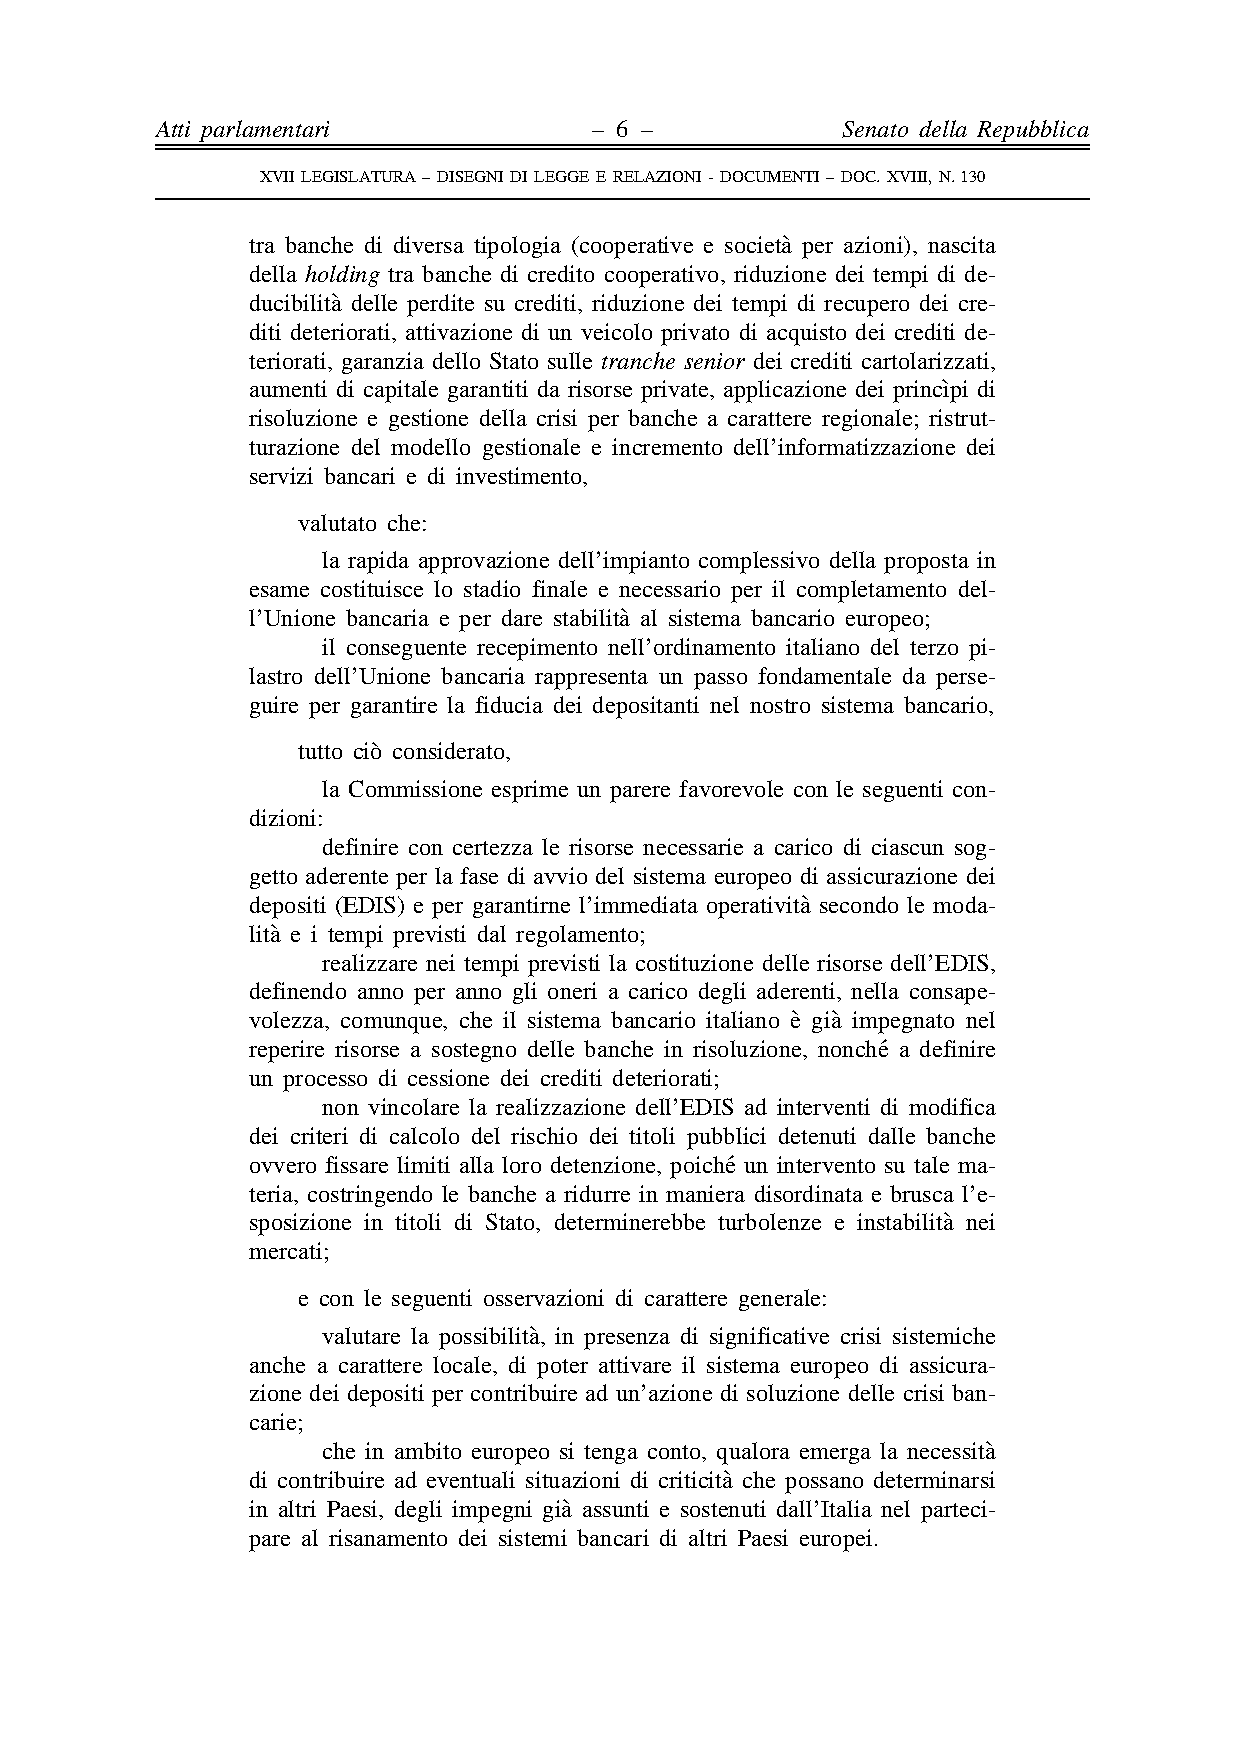 Atti parlamentari – 6 – Senato della Repubblica
XVII LEGISLATURA – DISEGNI DI LEGGE E RELAZIONI - DOCUMENTI – DOC. XVIII, N. 130
tra banche di diversa tipologia (cooperative e società per azioni), nascita
della holding tra banche di credito cooperativo, riduzione dei tempi di de-
ducibilità delle perdite su crediti, riduzione dei tempi di recupero dei cre-
diti deteriorati, attivazione di un veicolo privato di acquisto dei crediti de-
teriorati, garanzia dello Stato sulle tranche senior dei crediti cartolarizzati,
aumenti di capitale garantiti da risorse private, applicazione dei princìpi di
risoluzione e gestione della crisi per banche a carattere regionale; ristrut-
turazione del modello gestionale e incremento dell’informatizzazione dei
servizi bancari e di investimento,
valutato che:
la rapida approvazione dell’impianto complessivo della proposta in
esame costituisce lo stadio finale e necessario per il completamento del-
l’Unione bancaria e per dare stabilità al sistema bancario europeo;
il conseguente recepimento nell’ordinamento italiano del terzo pi-
lastro dell’Unione bancaria rappresenta un passo fondamentale da perse-
guire per garantire la fiducia dei depositanti nel nostro sistema bancario,
tutto ciò considerato,
la Commissione esprime un parere favorevole con le seguenti con-
dizioni:
definire con certezza le risorse necessarie a carico di ciascun sog-
getto aderente per la fase di avvio del sistema europeo di assicurazione dei
depositi (EDIS) e per garantirne l’immediata operatività secondo le moda-
lità e i tempi previsti dal regolamento;
realizzare nei tempi previsti la costituzione delle risorse dell’EDIS,
definendo anno per anno gli oneri a carico degli aderenti, nella consape-
volezza, comunque, che il sistema bancario italiano è già impegnato nel
reperire risorse a sostegno delle banche in risoluzione, nonché a definire
un processo di cessione dei crediti deteriorati;
non vincolare la realizzazione dell’EDIS ad interventi di modifica
dei criteri di calcolo del rischio dei titoli pubblici detenuti dalle banche
ovvero fissare limiti alla loro detenzione, poiché un intervento su tale ma-
teria, costringendo le banche a ridurre in maniera disordinata e brusca l’e-
sposizione in titoli di Stato, determinerebbe turbolenze e instabilità nei
mercati;
e con le seguenti osservazioni di carattere generale:
valutare la possibilità, in presenza di significative crisi sistemiche
anche a carattere locale, di poter attivare il sistema europeo di assicura-
zione dei depositi per contribuire ad un’azione di soluzione delle crisi ban-
carie;
che in ambito europeo si tenga conto, qualora emerga la necessità
di contribuire ad eventuali situazioni di criticità che possano determinarsi
in altri Paesi, degli impegni già assunti e sostenuti dall’Italia nel parteci-
pare al risanamento dei sistemi bancari di altri Paesi europei.